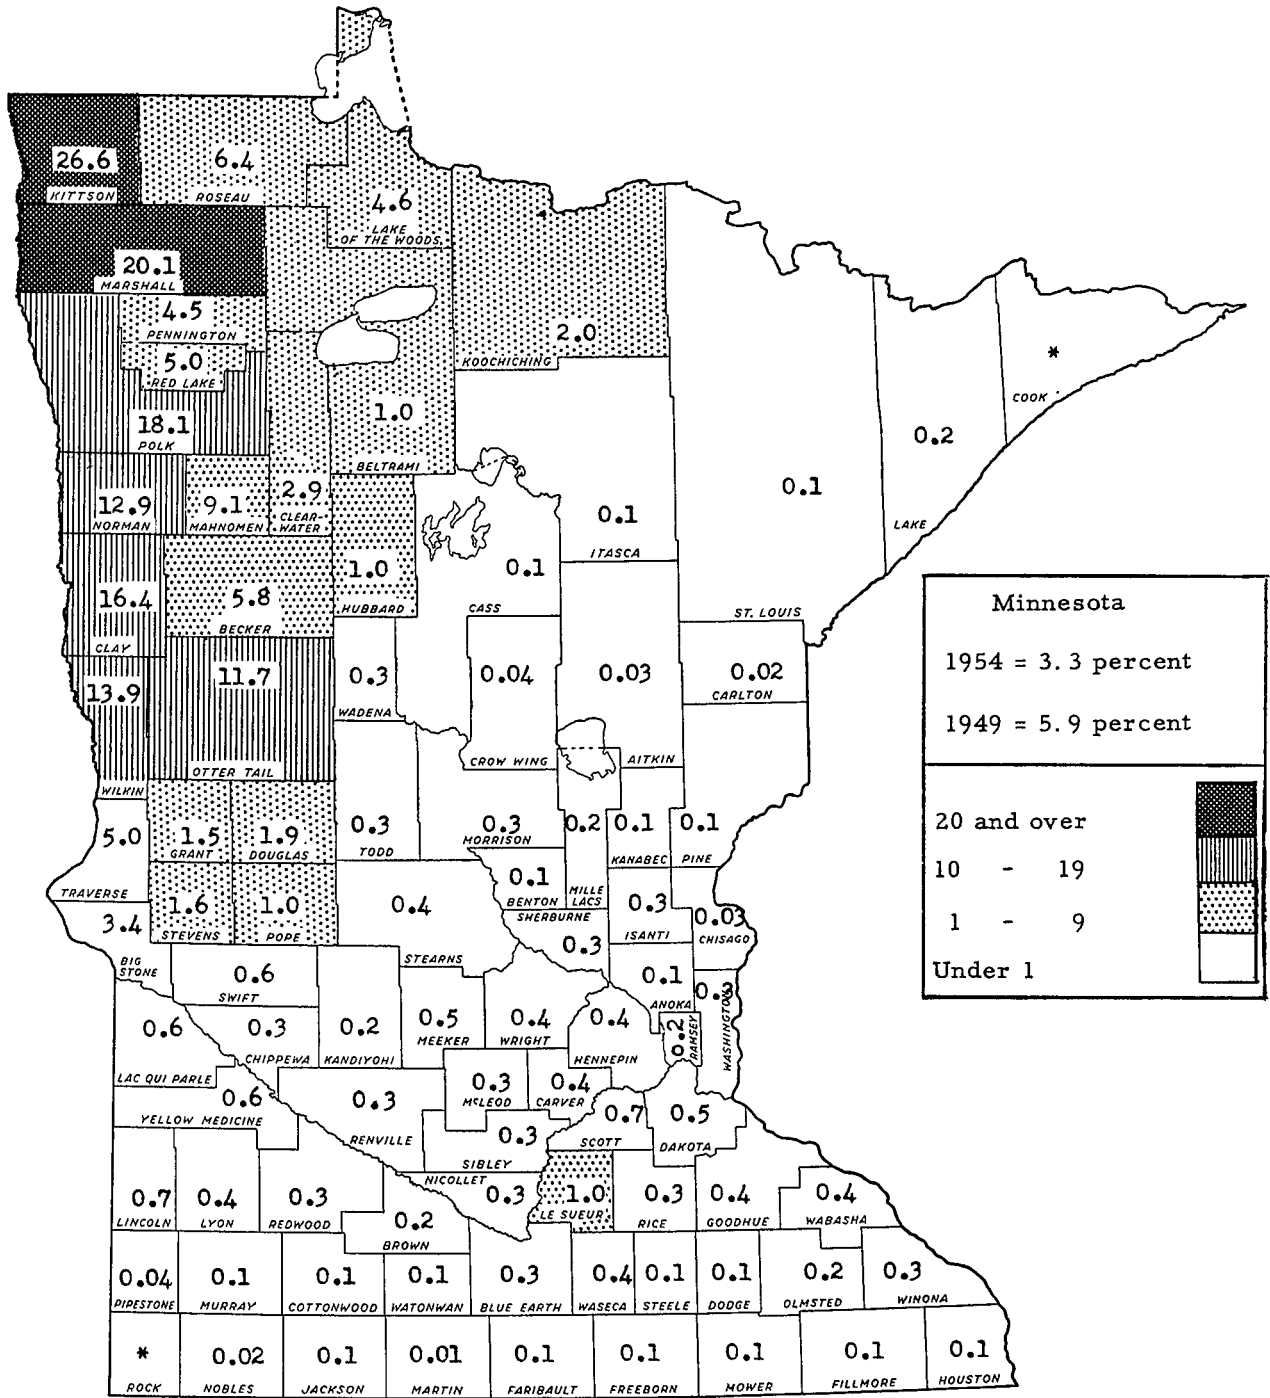 26.6
KITTSON
6.4
ROSEAU
4.6
LAKE
OF THE WOODS
20.1
MARSHALL
4.5
PENNINGTON
5.0
RED LAKE
18.1
POLK
2.0
KOOCHICHING
1.0
BELTRAMI
*
COOK
0.2
LAKE
0.1
ST. LOUIS
12.9
NORMAN
9.1
MAHNOMEN
2.9
CLEAR-
WATER
0.1
ITASCA
1.0
HUBBARD
0.1
CASS
16.4
CLAY
5.8
BECKER
13.9
WILKIN
11.7
OTTER TAIL
0.3
WADENA
0.04
CROW WING
0.03
AITKIN
0.02
CARLTON
Minnesota
1954 = 3.3 percent
1949 = 5.9 percent
20 and over
10 - 19
1 - 9
Under 1
5.0
TRAVERSE
1.5
GRANT
1.9
DOUGLAS
0.3
TODD
0.3
MORRISON
0.2
MILLE
LACS
0.1
KANABEC
0.1
PINE
3.4
BIG
STONE
1.6
STEVENS
1.0
POPE
0.4
STEARNS
0.1
BENTON
SHERBURNE
0.3
0.3
ISANTI
0.03
CHISAGO
0.6
SWIFT
0.1
ANOKA
0.3
WASHINGTON
0.6
LAC QUI PARLE
0.3
CHIPPEWA
0.2
KANDIYOHI
0.5
MEEKER
0.4
WRIGHT
0.4
HENNEPIN
0.2
RAMSEY
0.6
YELLOW MEDICINE
0.3
RENVILLE
0.3
McLEOD
0.4
CARVER
0.7
SCOTT
0.5
DAKOTA
0.3
SIBLEY
NICOLLET
0.3
0.7
LINCOLN
0.4
LYON
0.3
REDWOOD
0.2
BROWN
1.0
LE SUEUR
0.3
RICE
0.4
GOODHUE
0.4
WABASHA
0.04
PIPESTONE
0.1
MURRAY
0.1
COTTONWOOD
0.1
WATONWAN
0.3
BLUE EARTH
0.4
WASECA
0.1
STEELE
0.1
DODGE
0.2
OLMSTED
0.3
WINONA
*
ROCK
0.02
NOBLES
0.1
JACKSON
0.01
MARTIN
0.1
FARIBAULT
0.1
FREEBORN
0.1
MOWER
0.1
FILLMORE
0.1
HOUSTON